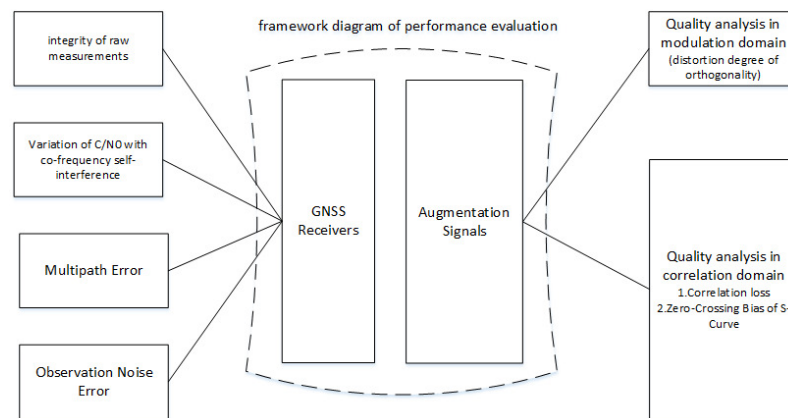 framework diagram of performance evaluation
integrity of raw
measurements
Variation of C/N0 with
co-frequency self-
interference
Multipath Error
Observation Noise
Error
GNSS
Receivers
Augmentation
Signals
Quality analysis in
modulation domain
(distortion degree of
orthogonality)
Quality analysis in
correlation domain
1.Correlation loss
2.Zero-Crossing Bias of S-
Curve